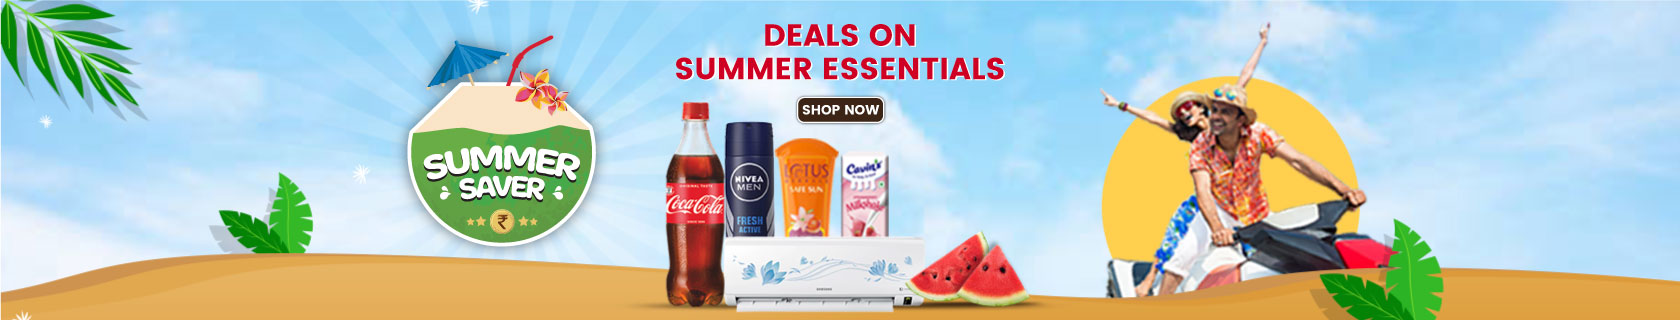 DEALS ON
SUMMER ESSENTIALS
SHOP NOW
SUMMER
SAVER
₹
Coca-Cola
NIVEA
MEN
FRESH
ACTIVE
LOTUS
SAFE SUN
Cavin's
Milkshake
SAMSUNG